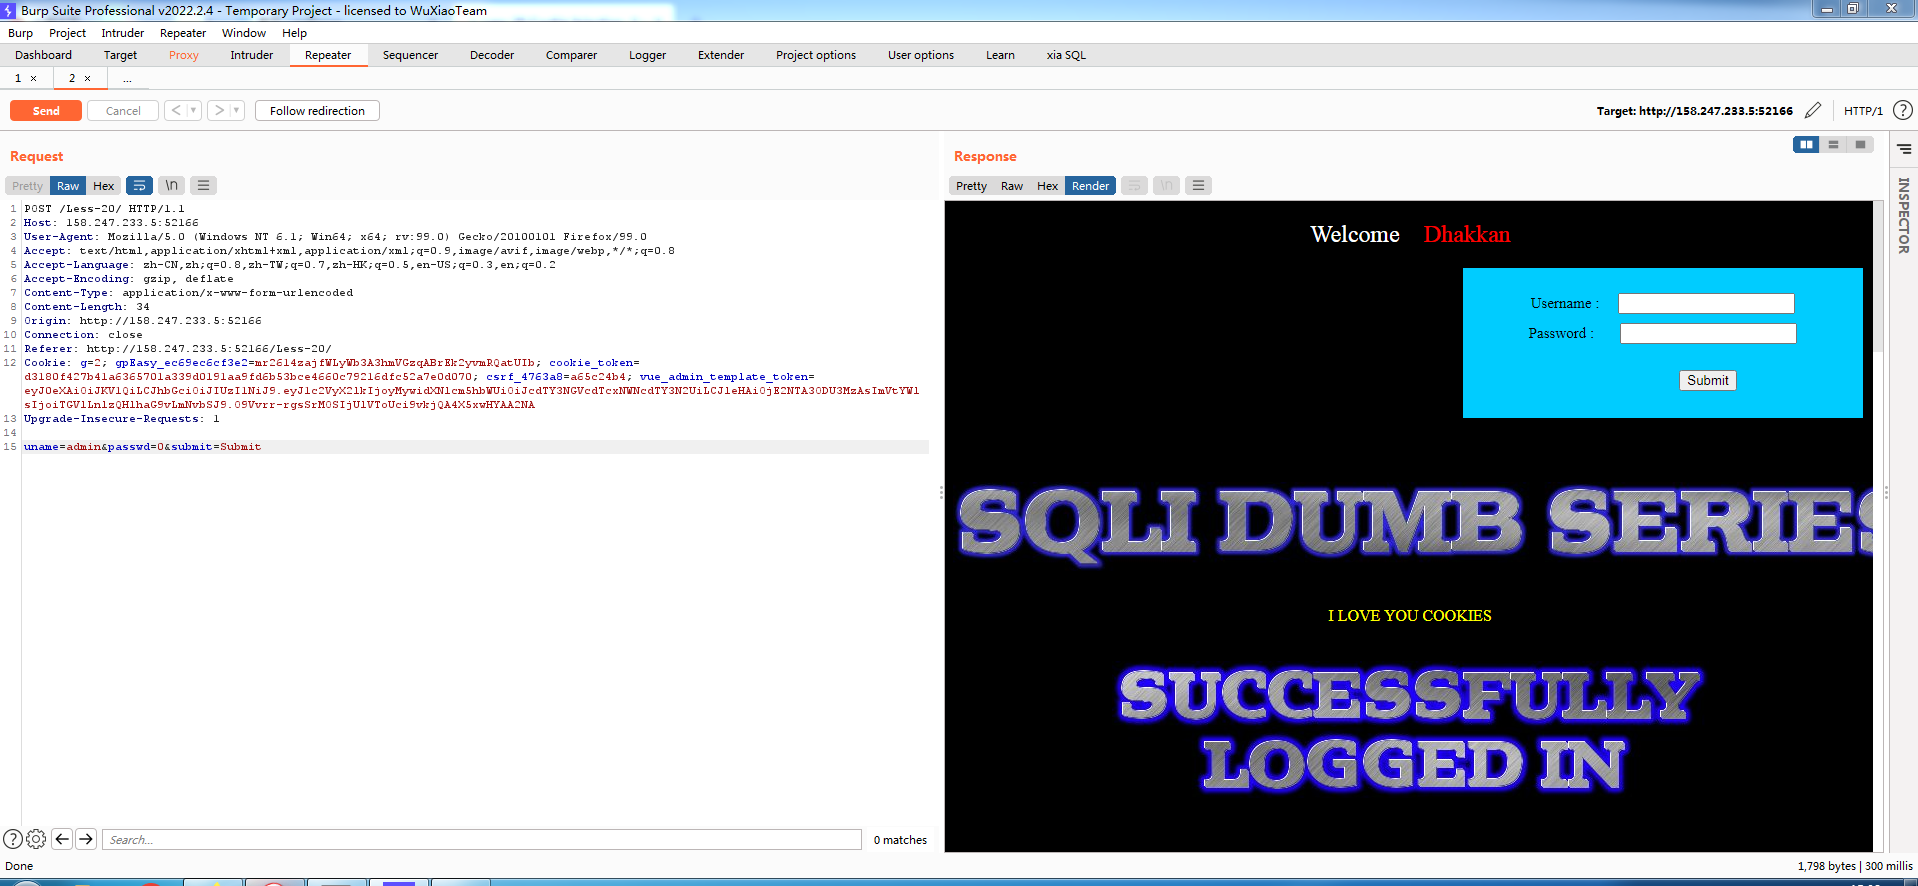 Burp Suite Professional v2022.2.4 - Temporary Project - licensed to WuXiaoTeam
Burp Project Intruder Repeater Window Help
Dashboard Target Proxy Intruder Repeater Sequencer Decoder Comparer Logger Extender Project options User options Learn xia SQL
1 × 2 × ...
Send Cancel < > Follow redirection Target: http://158.247.233.5:52166 HTTP/1 ?
Request
Pretty Raw Hex \n
1 POST /Less-20/ HTTP/1.1
2 Host: 158.247.233.5:52166
3 User-Agent: Mozilla/5.0 (Windows NT 6.1; Win64; x64; rv:99.0) Gecko/20100101 Firefox/99.0
4 Accept: text/html,application/xhtml+xml,application/xml;q=0.9,image/avif,image/webp,*/*;q=0.8
5 Accept-Language: zh-CN,zh;q=0.8,zh-TW;q=0.7,zh-HK;q=0.5,en-US;q=0.3,en;q=0.2
6 Accept-Encoding: gzip, deflate
7 Content-Type: application/x-www-form-urlencoded
8 Content-Length: 34
9 Origin: http://158.247.233.5:52166
10 Connection: close
11 Referer: http://158.247.233.5:52166/Less-20/
12 Cookie: g=2; gpEasy_ec69ec6cf3e2=mr2614zajfWLyWb3A3hmVGzqABrEk2yvmRQatUIb; cookie_token=
d3180f427b41a6365701a339d0191aa9fd6b53bce4660c79216dfc52a7e0d070; csrf_4763a8=a65c24b4; vue_admin_template_token=
13 Upgrade-Insecure-Requests: 1
14
15 uname=admin&passwd=0&submit=Submit
? Search... 0 matches
Done
Response
Pretty Raw Hex Render \n
INSPECTOR
Welcome Dhakkan
Username :
Password :
Submit
SQLI DUMB SERIES
I LOVE YOU COOKIES
SUCCESSFULLY
LOGGED IN
1,798 bytes | 300 millis